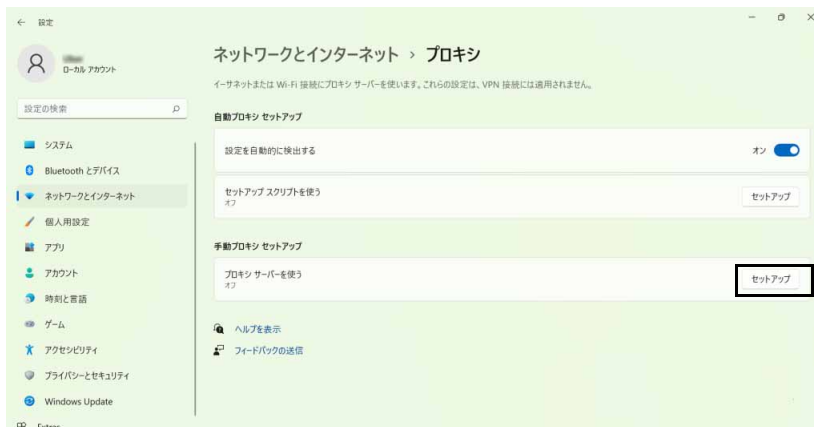 設定
ローカル アカウント
設定の検索
システム
Bluetooth とデバイス
ネットワークとインターネット
個人用設定
アプリ
アカウント
時刻と言語
ゲーム
アクセシビリティ
プライバシーとセキュリティ
Windows Update
Extras
ネットワークとインターネット › プロキシ
イーサネットまたは Wi-Fi 接続にプロキシ サーバーを使います。これらの設定は、VPN 接続には適用されません。
自動プロキシ セットアップ
設定を自動的に検出する
オン
セットアップ スクリプトを使う
オフ
セットアップ
手動プロキシ セットアップ
プロキシ サーバーを使う
オフ
セットアップ
ヘルプを表示
フィードバックの送信